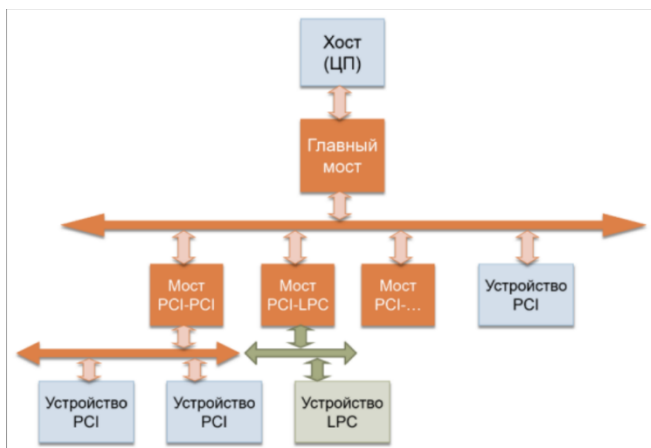 Хост
(ЦП)
Главный
мост
Мост
PCI-PCI
Мост
PCI-LPC
Мост
PCI-...
Устройство
PCI
Устройство
PCI
Устройство
PCI
Устройство
LPC